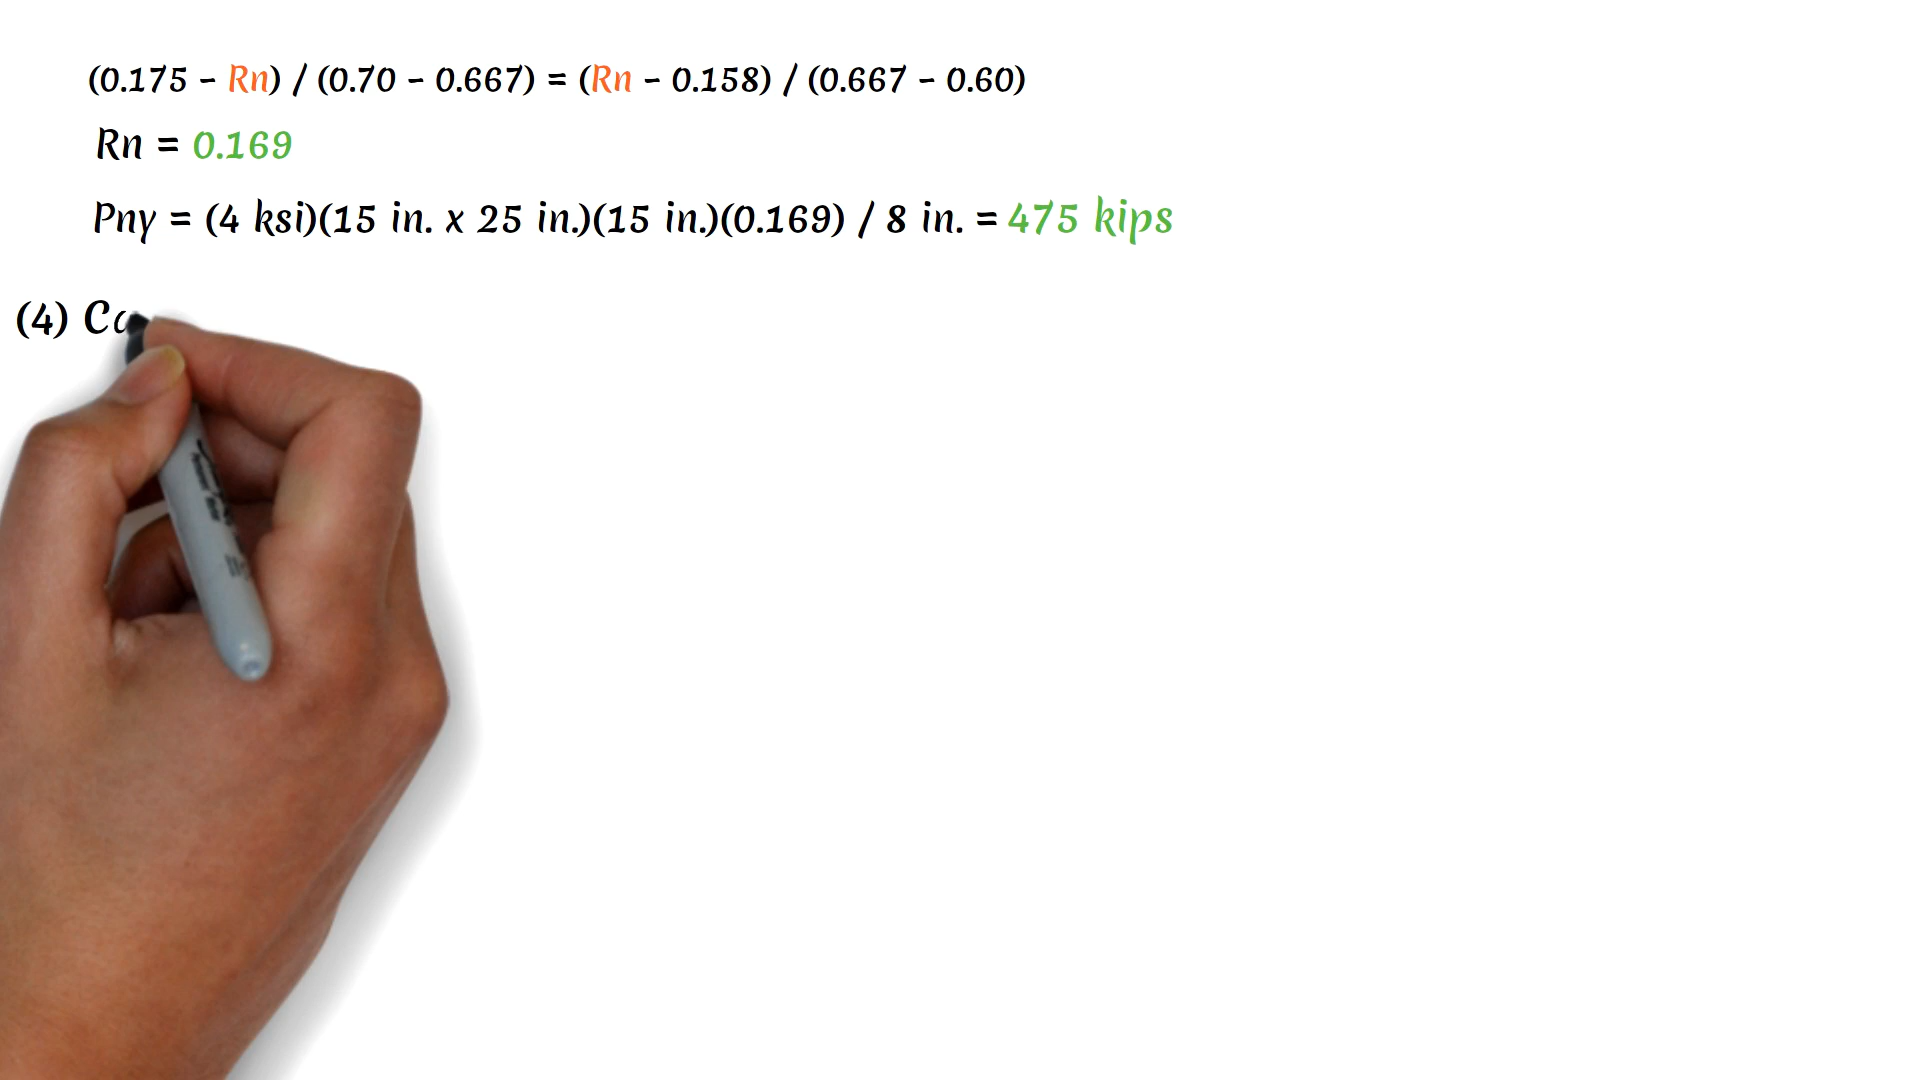 (0.175 - Rn) / (0.70 - 0.667) = (Rn - 0.158) / (0.667 - 0.60)
Rn = 0.169
Pny = (4 ksi)(15 in. x 25 in.)(15 in.)(0.169) / 8 in. = 475 kips
(4) Ca